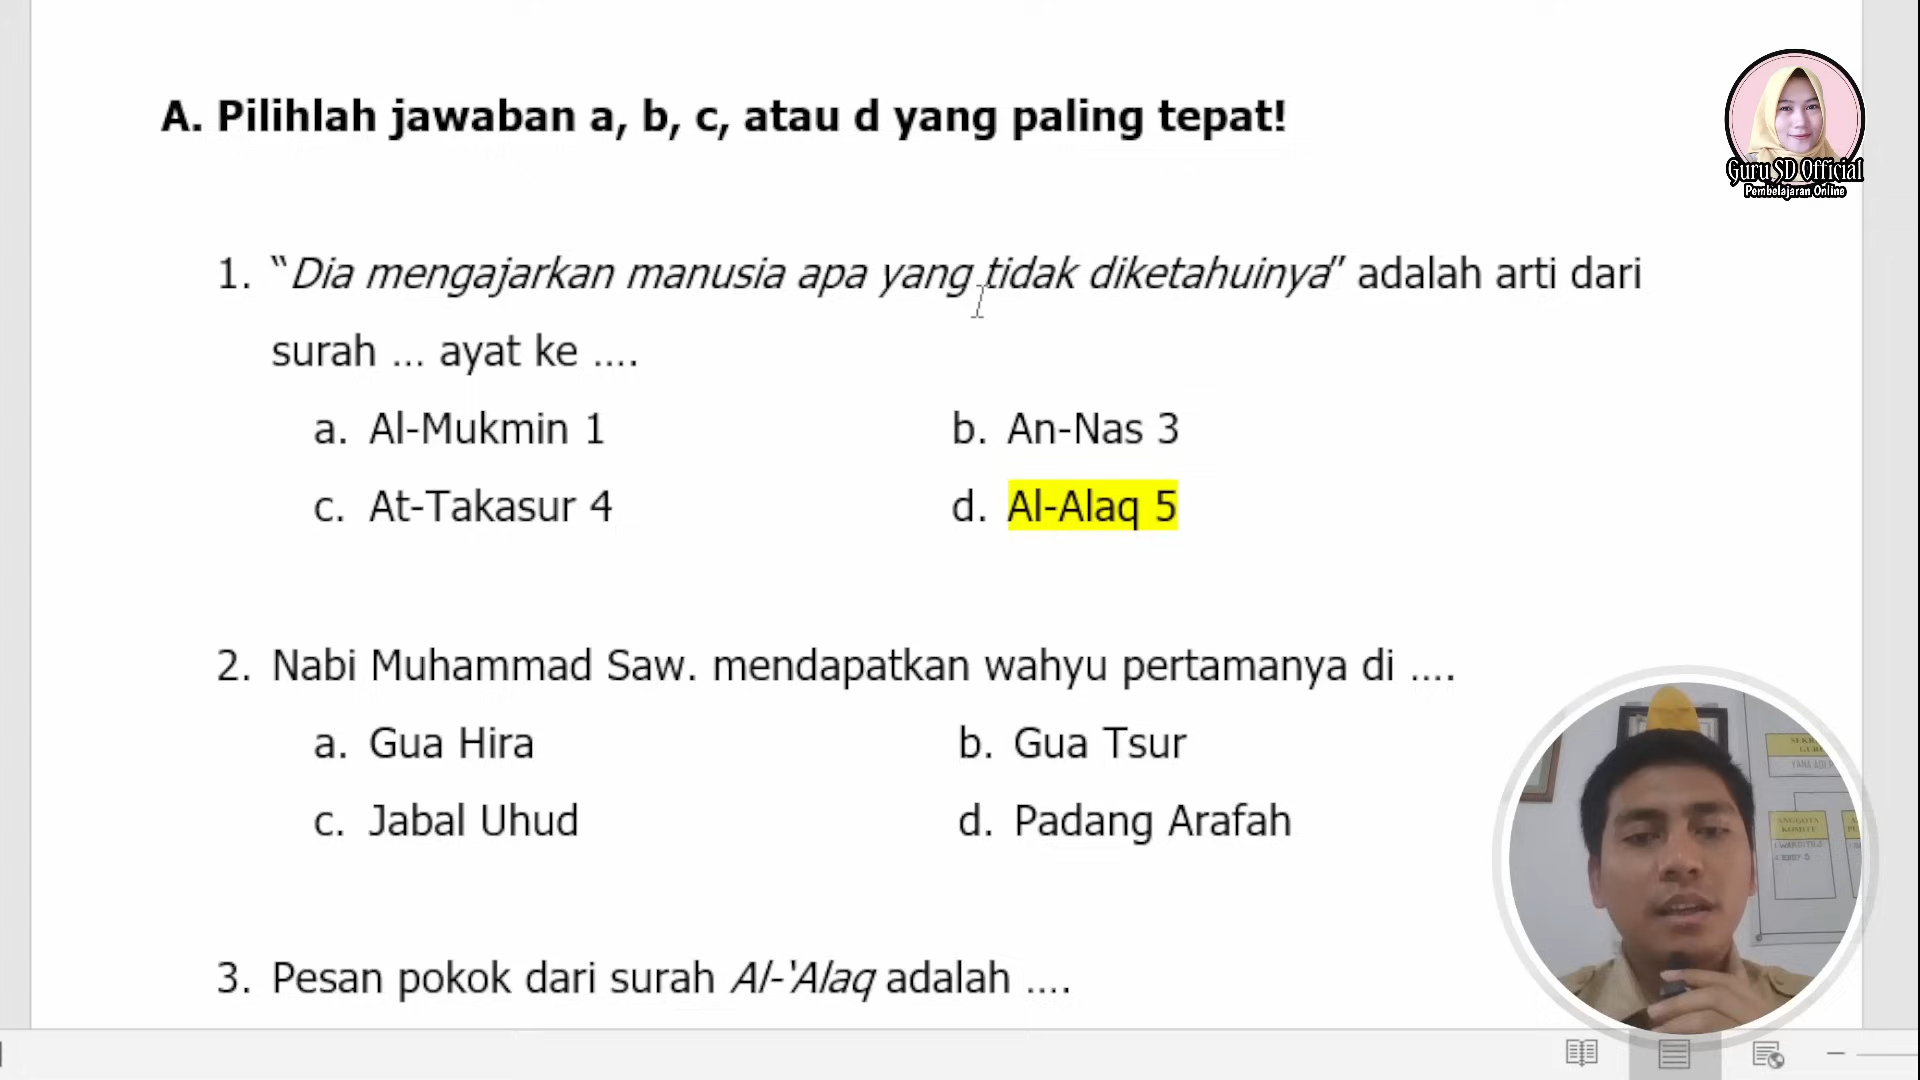 Guru SD Official
Pembelajaran Online
A. Pilihlah jawaban a, b, c, atau d yang paling tepat!
1. “Dia mengajarkan manusia apa yang tidak diketahuinya” adalah arti dari
surah ... ayat ke ....
a. Al-Mukmin 1
b. An-Nas 3
c. At-Takasur 4
d. Al-Alaq 5
2. Nabi Muhammad Saw. mendapatkan wahyu pertamanya di ....
a. Gua Hira
b. Gua Tsur
c. Jabal Uhud
d. Padang Arafah
3. Pesan pokok dari surah Al-‘Alaq adalah ....
ANGGOTA
KOMITE